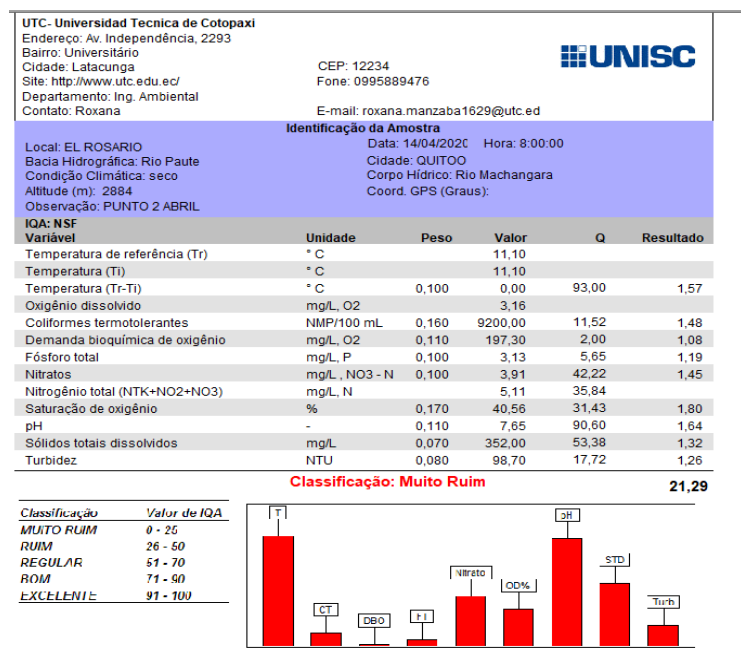 UTC- Universidad Tecnica de Cotopaxi
Endereço: Av. Independência, 2293
Bairro: Universitário
Cidade: Latacunga CEP: 12234
Site: http://www.utc.edu.ec/ Fone: 0995889476
Departamento: Ing. Ambiental
Contato: Roxana E-mail: roxana.manzaba1629@utc.ed
UNISC
Identificação da Amostra
Local: EL ROSARIO Data: 14/04/2020 Hora: 8:00:00
Bacia Hidrográfica: Rio Paute Cidade: QUITOO
Condição Climática: seco Corpo Hídrico: Rio Machangara
Altitude (m): 2884 Coord. GPS (Graus):
Observação: PUNTO 2 ABRIL
IQA: NSF
Variável Unidade Peso Valor Q Resultado
Temperatura de referência (Tr) ° C 11,10
Temperatura (Ti) ° C 11,10
Temperatura (Tr-Ti) ° C 0,100 0,00 93,00 1,57
Oxigênio dissolvido mg/L, O2 3,16
Coliformes termotolerantes NMP/100 mL 0,160 9200,00 11,52 1,48
Demanda bioquímica de oxigênio mg/L, O2 0,110 197,30 2,00 1,08
Fósforo total mg/L, P 0,100 3,13 5,65 1,19
Nitratos mg/L , NO3 - N 0,100 3,91 42,22 1,45
Nitrogênio total (NTK+NO2+NO3) mg/L, N 5,11 35,84
Saturação de oxigênio % 0,170 40,56 31,43 1,80
pH - 0,110 7,65 90,60 1,64
Sólidos totais dissolvidos mg/L 0,070 352,00 53,38 1,32
Turbidez NTU 0,080 98,70 17,72 1,26
Classificação: Muito Ruim 21,29
Classificação Valor de IQA
MUITO RUIM 0 - 25
RUIM 26 - 50
REGULAR 51 - 70
BOM 71 - 90
EXCELENTE 91 - 100
T
CT
DBO
Nitrato
OD%
pH
STD
Turb